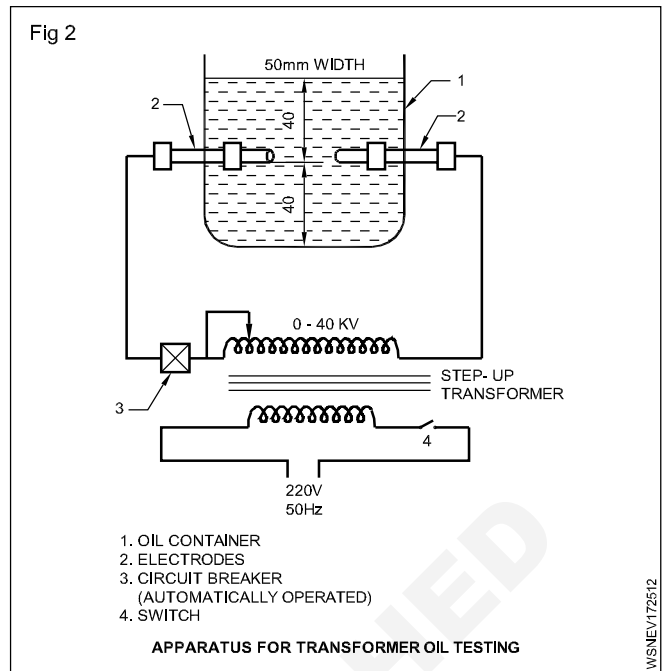 Fig 2
50mm WIDTH
1
2
2
40
40
0 - 40 KV
STEP- UP
TRANSFORMER
3
4
220V
50Hz
1. OIL CONTAINER
2. ELECTRODES
3. CIRCUIT BREAKER
(AUTOMATICALLY OPERATED)
4. SWITCH
APPARATUS FOR TRANSFORMER OIL TESTING
WSNEV172512
HED